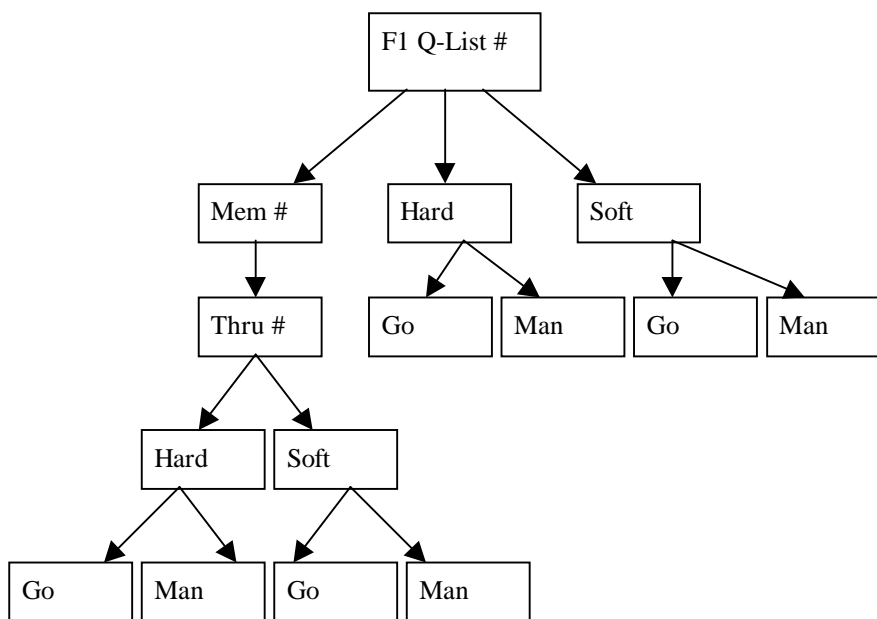 F1 Q-List #
Mem #
Hard
Soft
Thru #
Go
Man
Go
Man
Hard
Soft
Go
Man
Go
Man